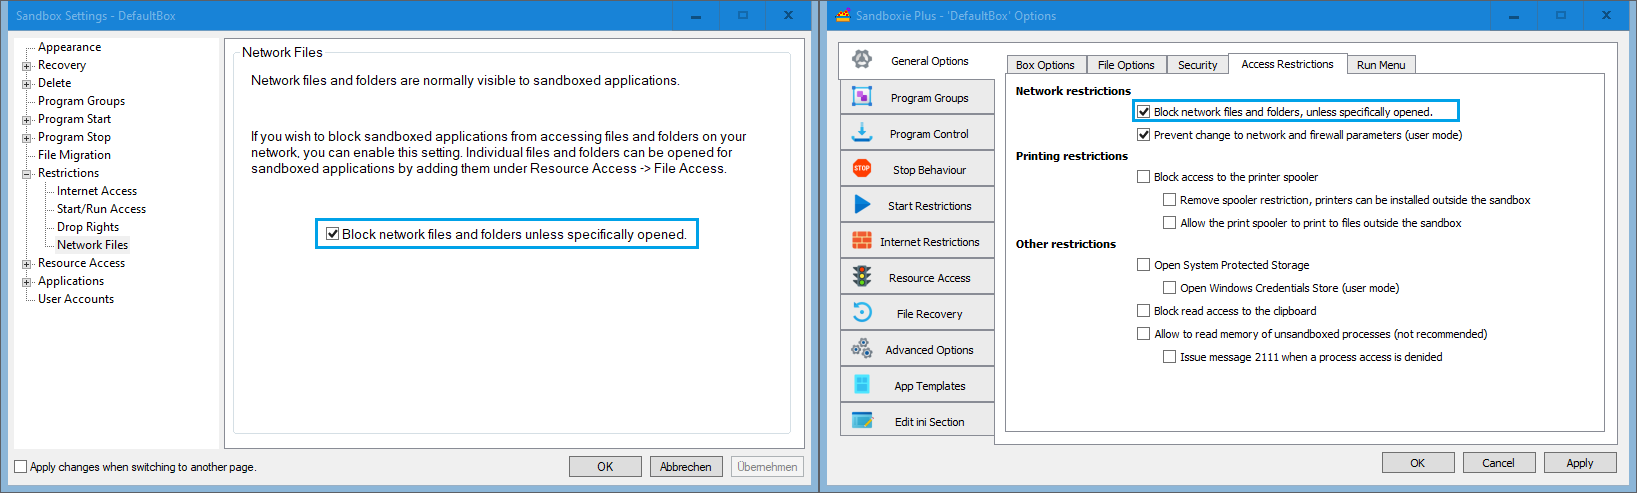 Sandbox Settings - DefaultBox
Appearance
Recovery
Delete
Program Groups
Program Start
Program Stop
File Migration
Restrictions
Internet Access
Start/Run Access
Drop Rights
Network Files
Resource Access
Applications
User Accounts
Network Files
Network files and folders are normally visible to sandboxed applications.
If you wish to block sandboxed applications from accessing files and folders on your
network, you can enable this setting. Individual files and folders can be opened for
sandboxed applications by adding them under Resource Access -> File Access.
Block network files and folders unless specifically opened.
Apply changes when switching to another page.
OK
Abbrechen
Übernehmen
Sandboxie Plus - 'DefaultBox' Options
General Options
Program Groups
Program Control
STOP
Stop Behaviour
Start Restrictions
Internet Restrictions
Resource Access
File Recovery
Advanced Options
App Templates
Edit ini Section
Box Options
File Options
Security
Access Restrictions
Run Menu
Network restrictions
Block network files and folders, unless specifically opened.
Prevent change to network and firewall parameters (user mode)
Printing restrictions
Block access to the printer spooler
Remove spooler restriction, printers can be installed outside the sandbox
Allow the print spooler to print to files outside the sandbox
Other restrictions
Open System Protected Storage
Open Windows Credentials Store (user mode)
Block read access to the clipboard
Allow to read memory of unsandboxed processes (not recommended)
Issue message 2111 when a process access is denided
OK
Cancel
Apply